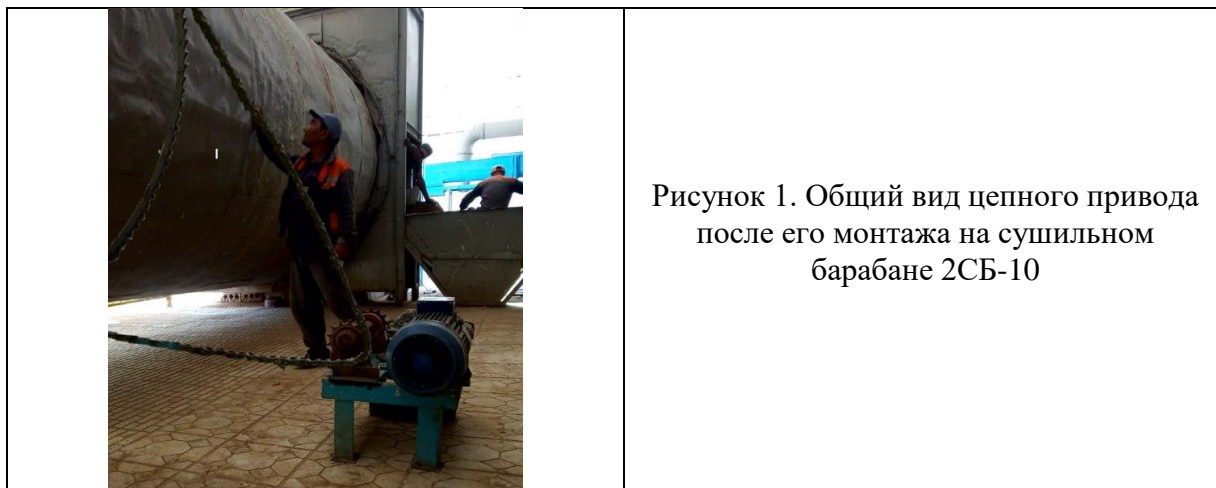 Рисунок 1. Общий вид цепного привода
после его монтажа на сушильном
барабане 2СБ-10